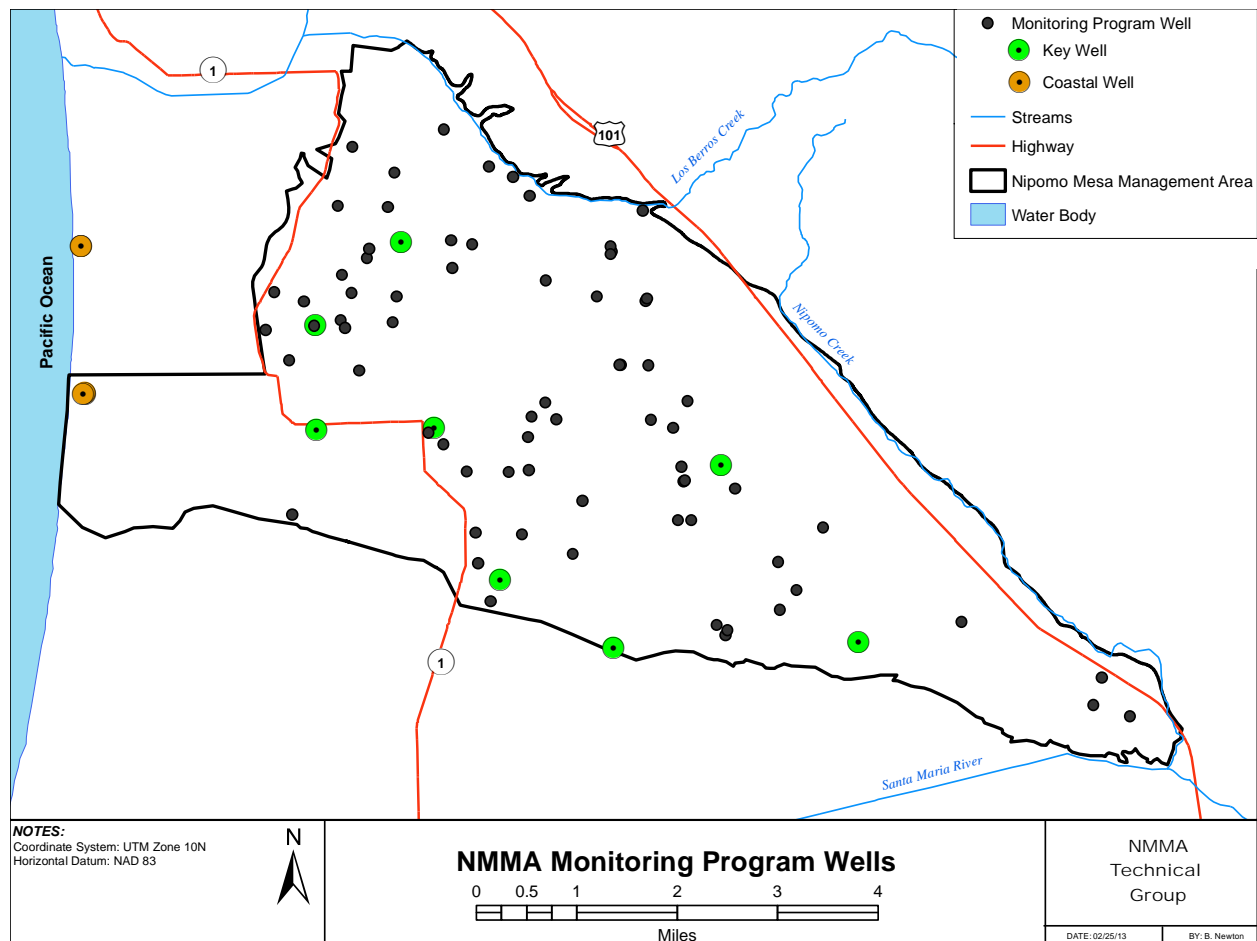 Monitoring Program Well
Key Well
Coastal Well
Streams
Highway
Nipomo Mesa Management Area
Water Body
1
101
Los Berros Creek
Pacific Ocean
Nipomo Creek
1
Santa Maria River
NOTES:
Coordinate System: UTM Zone 10N
Horizontal Datum: NAD 83
N
NMMA Monitoring Program Wells
0 0.5 1 2 3 4
Miles
NMMA
Technical
Group
DATE: 02/25/13 BY: B. Newton